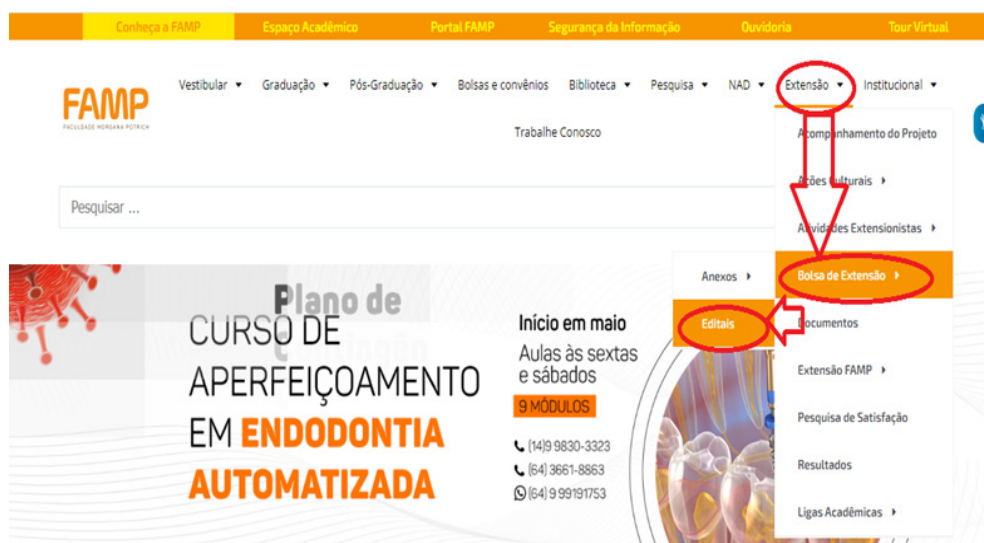 Conheça a FAMP Espaço Acadêmico Portal FAMP Segurança da Informação Ouvidoria Tour Virtual
FAMP
FACULDADE MORGANA POTRICH
Vestibular Graduação Pós-Graduação Bolsas e convênios Biblioteca Pesquisa NAD Extensão Institucional
Trabalhe Conosco
Pesquisar ...
Acompanhamento do Projeto
Ações Culturais
Atividades Extensionistas
Bolsa de Extensão
Anexos
Editais
Documentos
Extensão FAMP
Pesquisa de Satisfação
Resultados
Ligas Acadêmicas
Plano de
Contingên
CURSO DE
APERFEIÇOAMENTO
EM ENDODONTIA
AUTOMATIZADA
Início em maio
Aulas às sextas
e sábados
9 MÓDULOS
(14)9 9830-3323
(64) 3661-8863
(64) 9 99191753